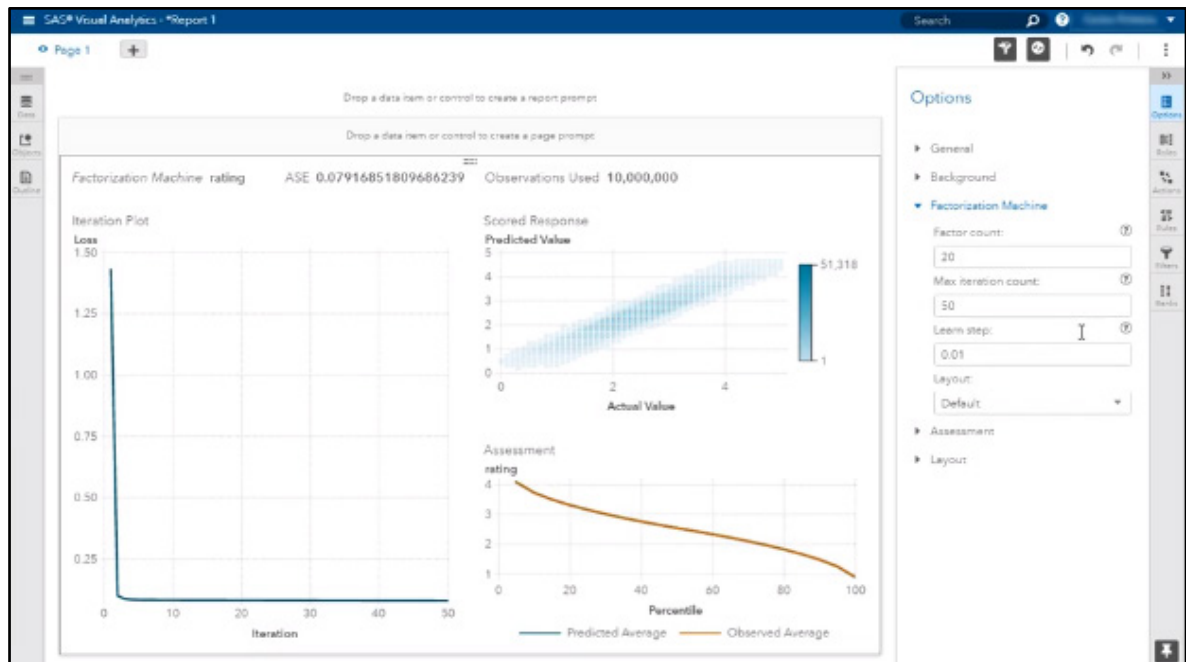 SAS® Visual Analytics - *Report 1
Search
Page 1
Drop a data item or control to create a report prompt
Options
Data
Options
Drop a data item or control to create a page prompt
Objects
General
Roles
Factorization Machine rating ASE 0.07916851809686239 Observations Used 10,000,000
Outline
Background
Actions
Factorization Machine
Iteration Plot
Scored Response
Rules
Loss
Predicted Value
Factor count:
1.50
5
51,318
20
Filters
4
Max iteration count:
1.25
3
50
Ranks
2
Learn step:
1
1
0.01
1.00
0
0 2 4
Layout:
Actual Value
Default
0.75
Assessment
Assessment
rating
Layout
0.50
4
3
0.25
2
1
0 20 40 60 80 100
0 10 20 30 40 50
Percentile
Iteration
Predicted Average Observed Average